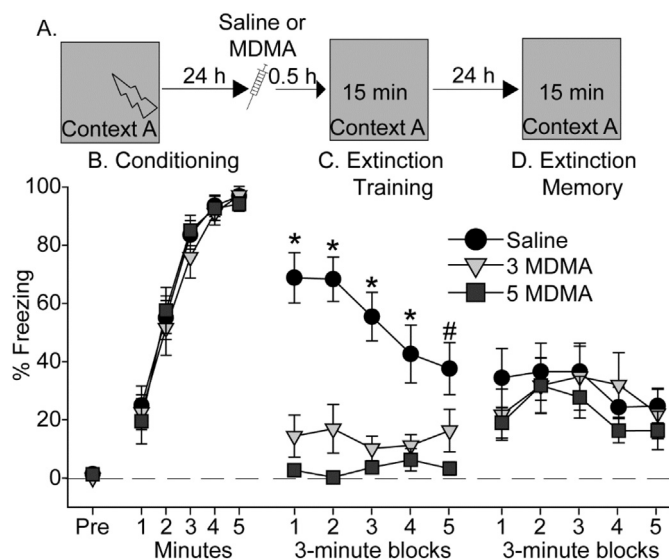 A.
Saline or
MDMA
24 h
0.5 h
24 h
15 min
15 min
Context A
Context A
Context A
B. Conditioning
C. Extinction
Training
D. Extinction
Memory
% Freezing
100
80
60
40
20
0
* * * * #
Saline
3 MDMA
5 MDMA
Pre 1 2 3 4 5 1 2 3 4 5 1 2 3 4 5
Minutes 3-minute blocks 3-minute blocks